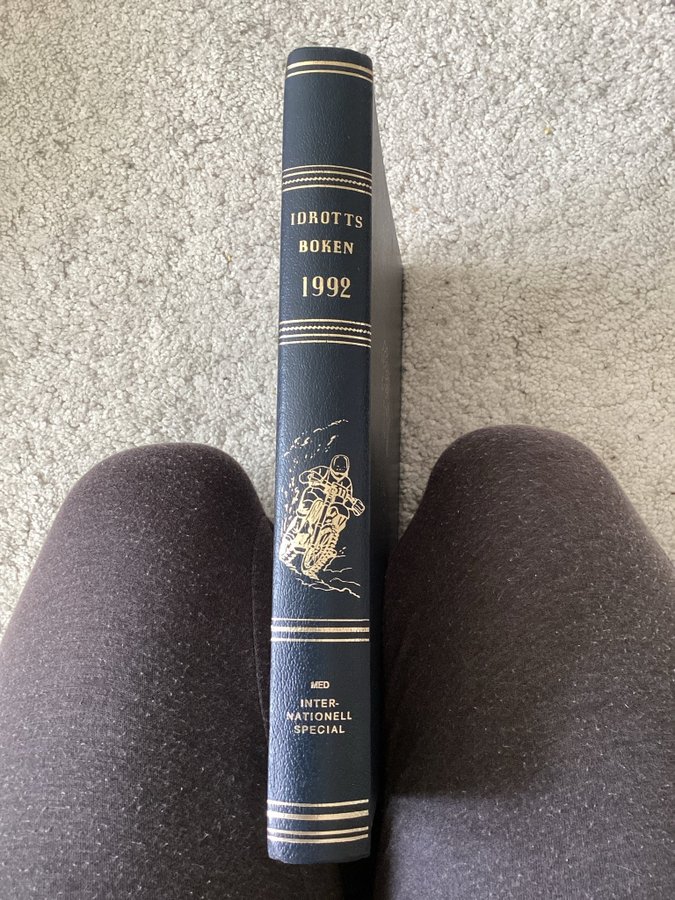 IDROTTS
BOKEN
1992
MED
INTER-
NATIONELL
SPECIAL